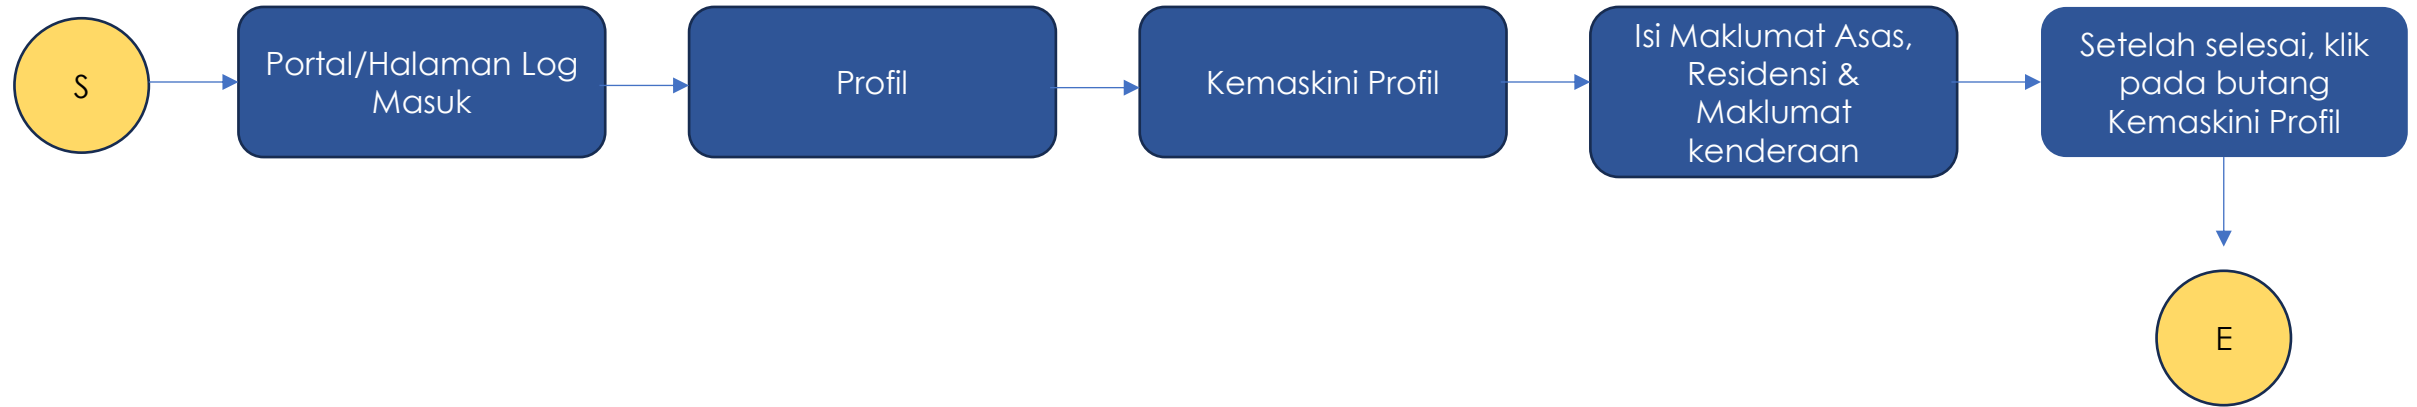 S
Portal/Halaman Log
Masuk
Profil
Kemaskini Profil
Isi Maklumat Asas,
Residensi &
Maklumat
kenderaan
Setelah selesai, klik
pada butang
Kemaskini Profil
E